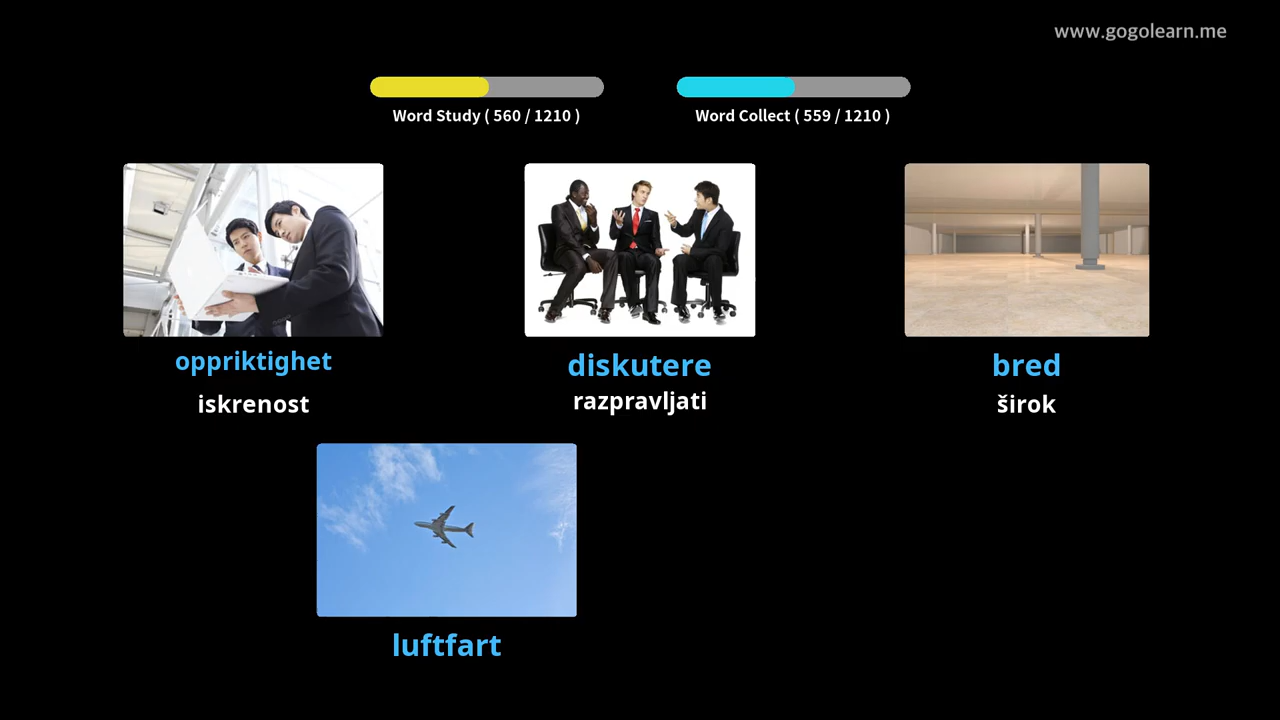 www.gogolearn.me
Word Study ( 560 / 1210 )
Word Collect ( 559 / 1210 )
oppriktighet
iskrenost
diskutere
razpravljati
bred
širok
luftfart